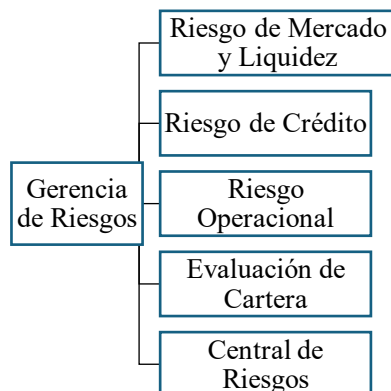 Riesgo de Mercado
y Liquidez
Riesgo de Crédito
Gerencia
de Riesgos
Riesgo
Operacional
Evaluación de
Cartera
Central de
Riesgos